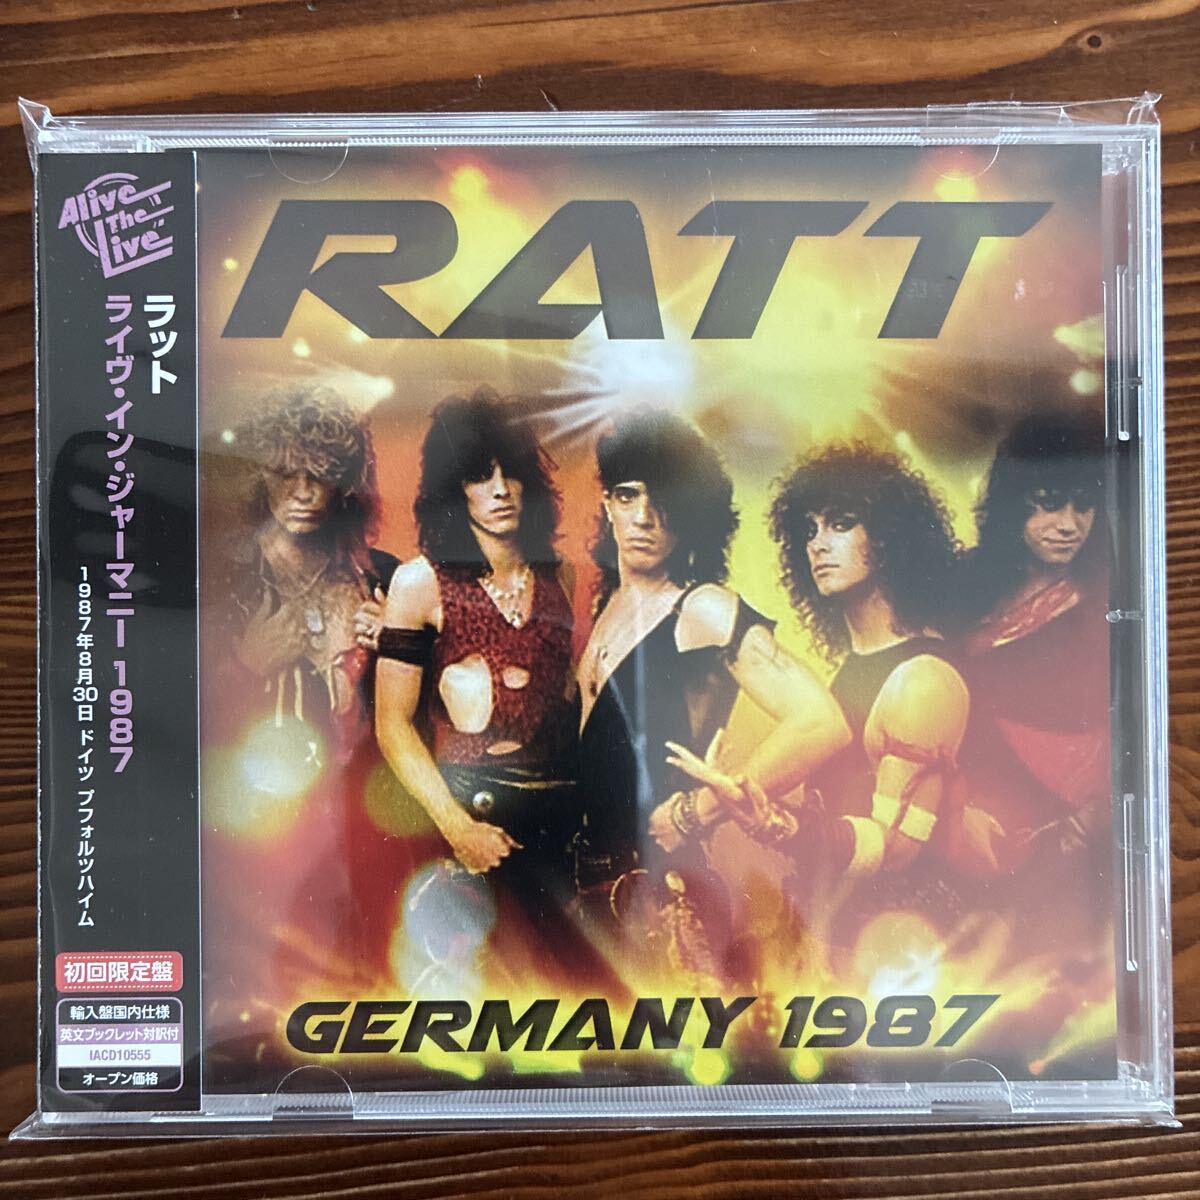 Alive
The
Live
ラット
ライヴ・イン・ジャーマニー 1987
1987年8月30日 ドイツ プフォルツハイム
初回限定盤
輸入盤国内仕様
英文ブックレット対訳付
IACD10555
オープン価格
RATT
GERMANY 1987